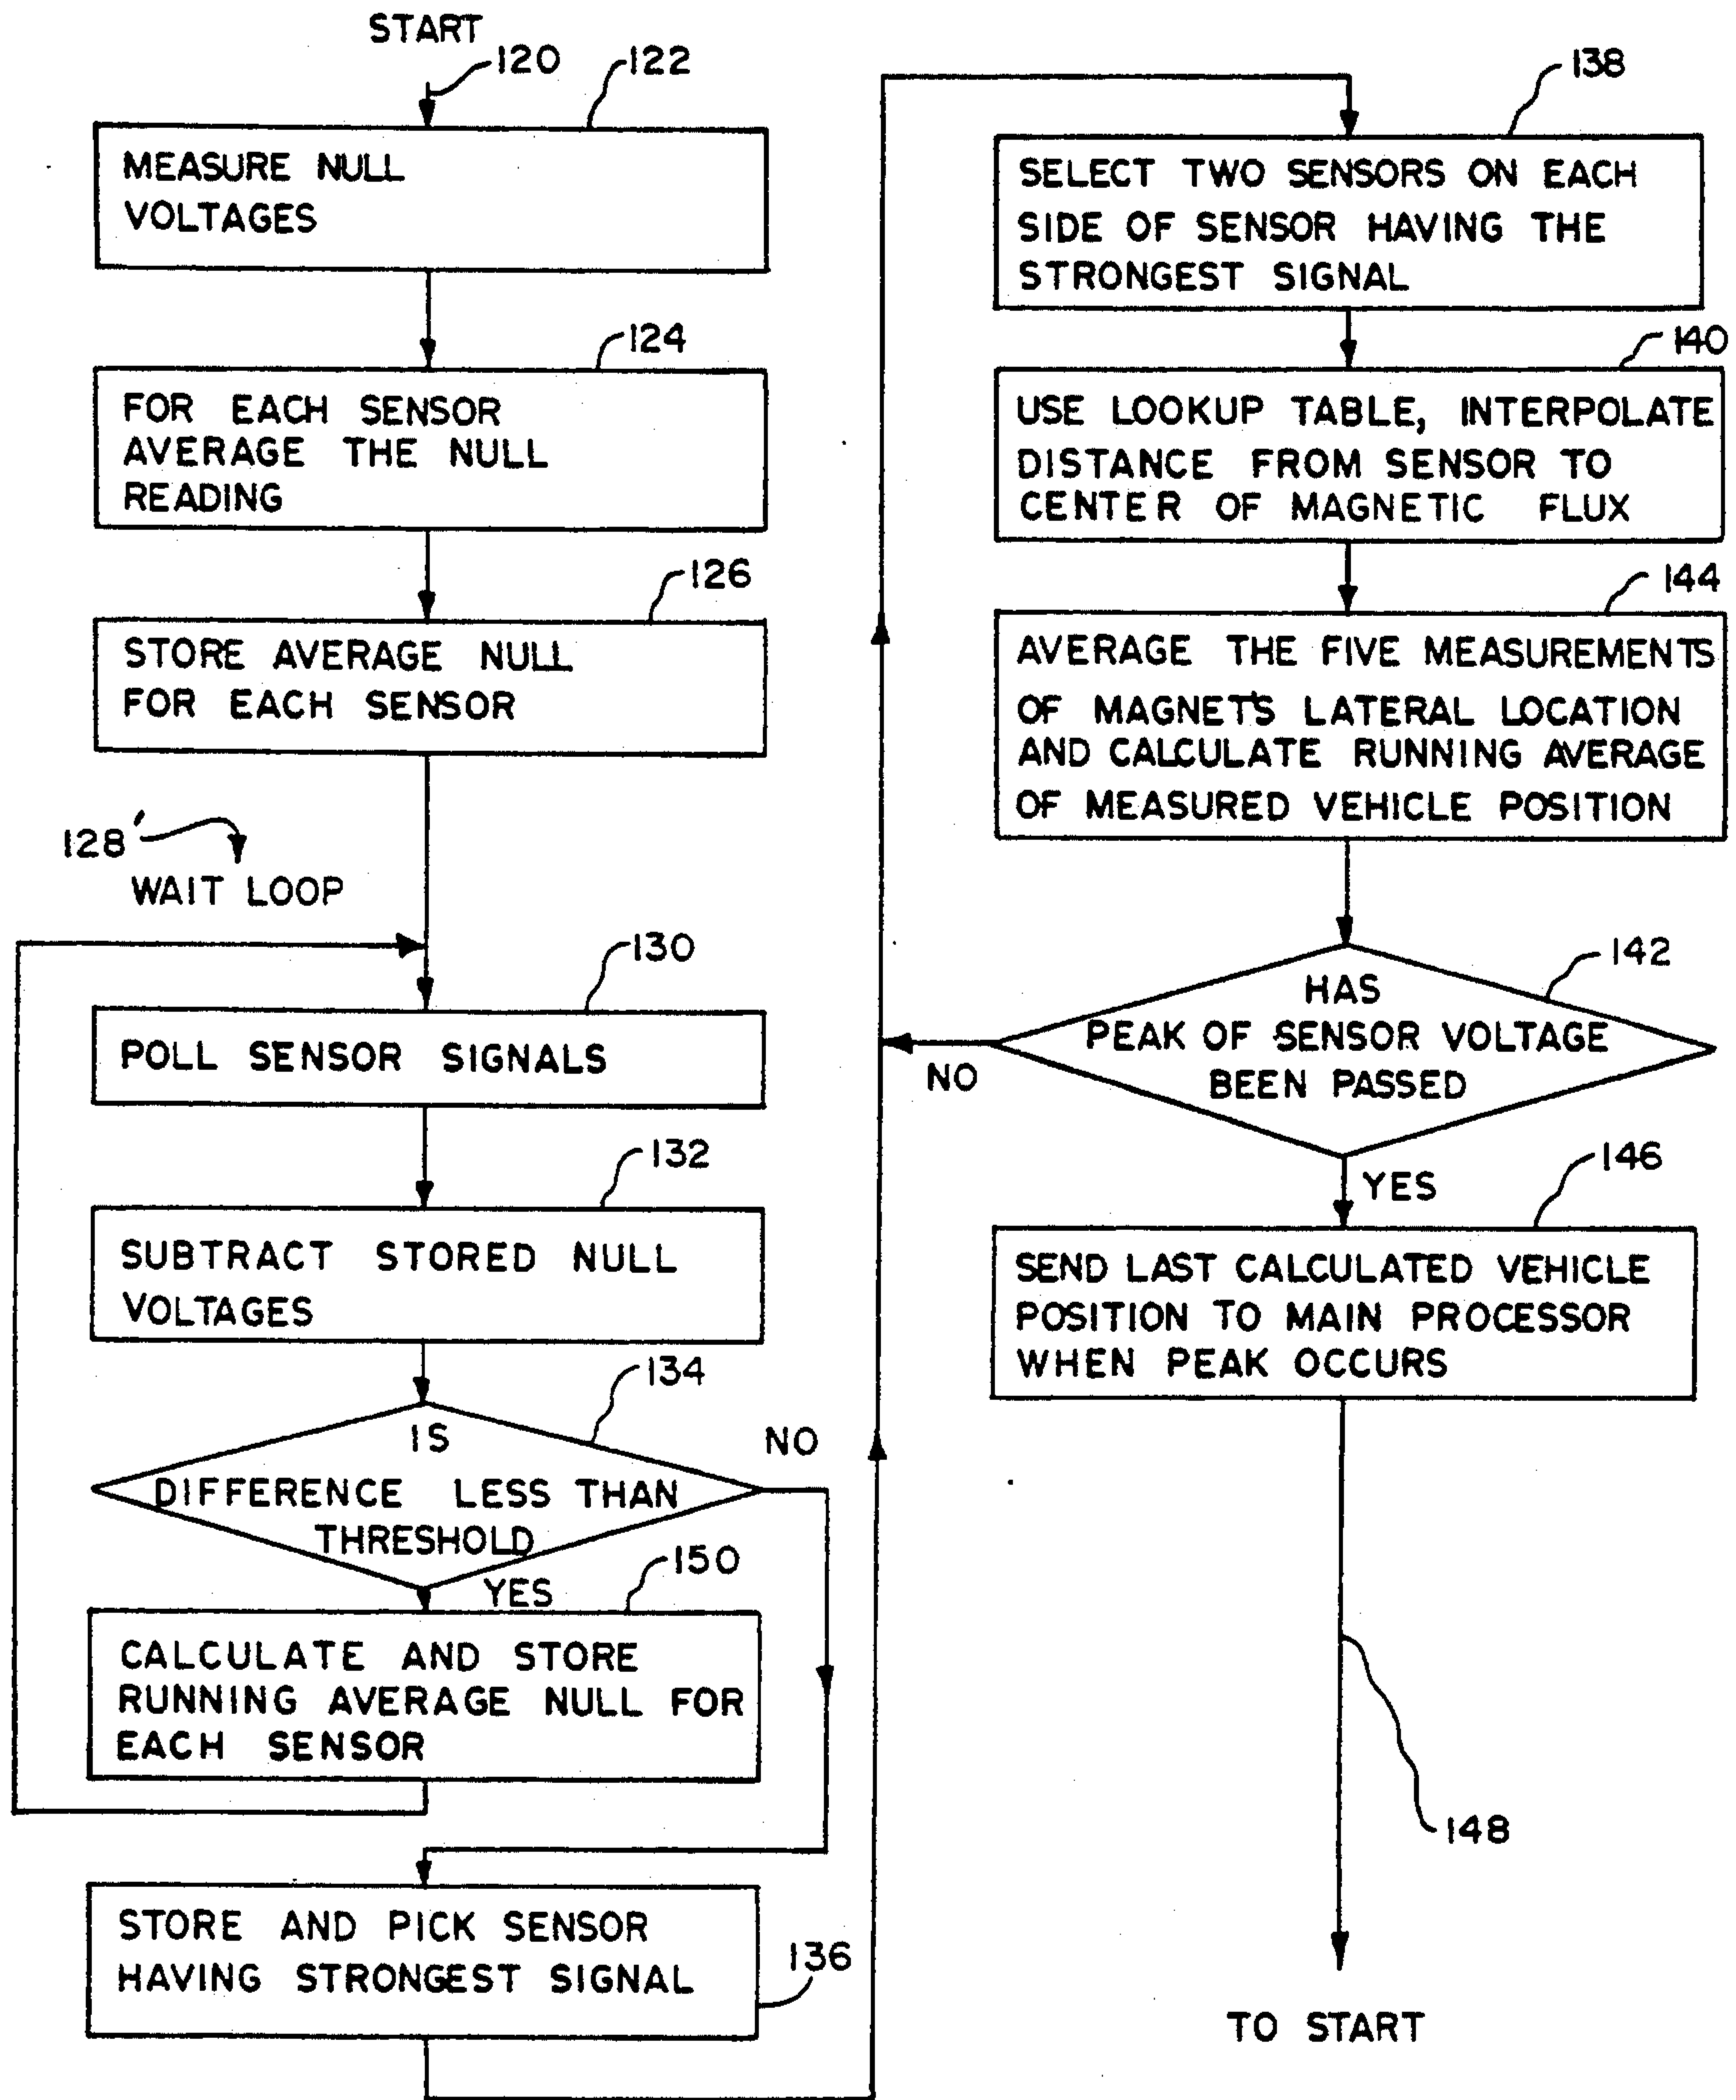 START
120
122
MEASURE NULL
VOLTAGES
124
FOR EACH SENSOR
AVERAGE THE NULL
READING
126
STORE AVERAGE NULL
FOR EACH SENSOR
128'
WAIT LOOP
130
POLL SENSOR SIGNALS
132
SUBTRACT STORED NULL
VOLTAGES
134
IS
DIFFERENCE LESS THAN
THRESHOLD
NO
YES
150
CALCULATE AND STORE
RUNNING AVERAGE NULL FOR
EACH SENSOR
STORE AND PICK SENSOR
HAVING STRONGEST SIGNAL
136
138
SELECT TWO SENSORS ON EACH
SIDE OF SENSOR HAVING THE
STRONGEST SIGNAL
140
USE LOOKUP TABLE, INTERPOLATE
DISTANCE FROM SENSOR TO
CENTER OF MAGNETIC FLUX
144
AVERAGE THE FIVE MEASUREMENTS
OF MAGNET'S LATERAL LOCATION
AND CALCULATE RUNNING AVERAGE
OF MEASURED VEHICLE POSITION
142
HAS
PEAK OF SENSOR VOLTAGE
BEEN PASSED
NO
YES
146
SEND LAST CALCULATED VEHICLE
POSITION TO MAIN PROCESSOR
WHEN PEAK OCCURS
148
TO START